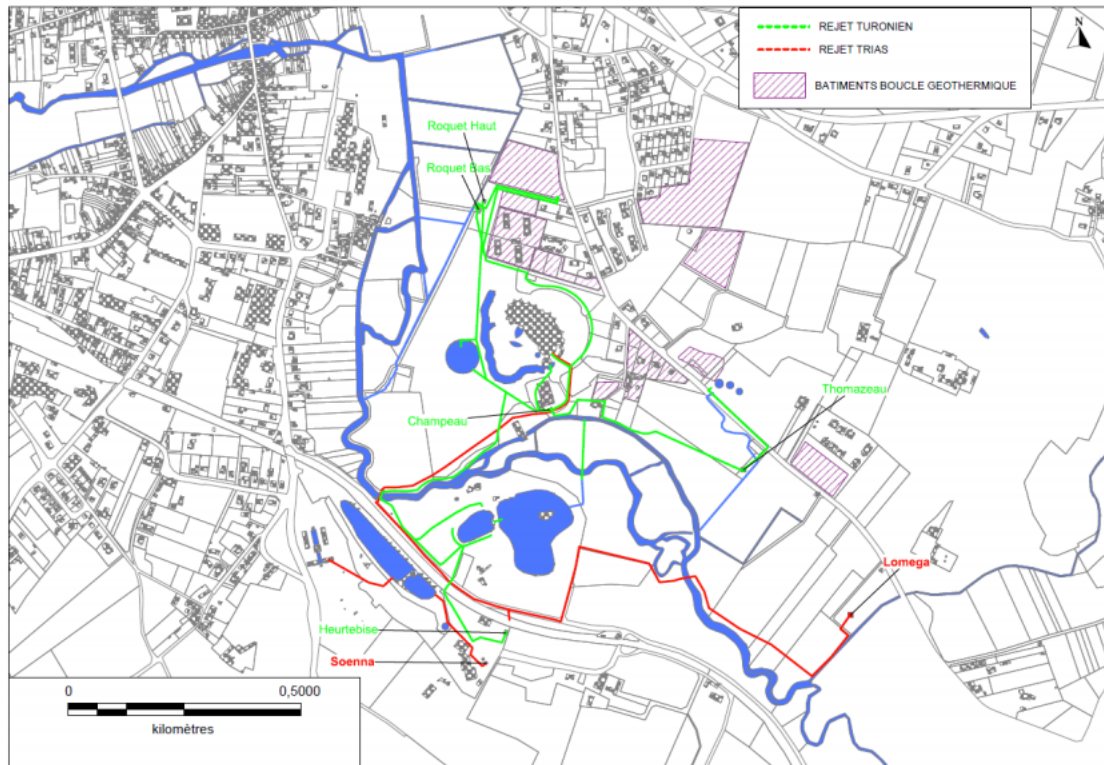 REJET TURONIEN
REJET TRIAS
BATIMENTS BOUCLE GEOTHERMIQUE
N
Roquet Haut
Roquet Bas
Thomazeau
Champeau
Lomega
Heurtebise
Soenna
0 0,5000
kilomètres